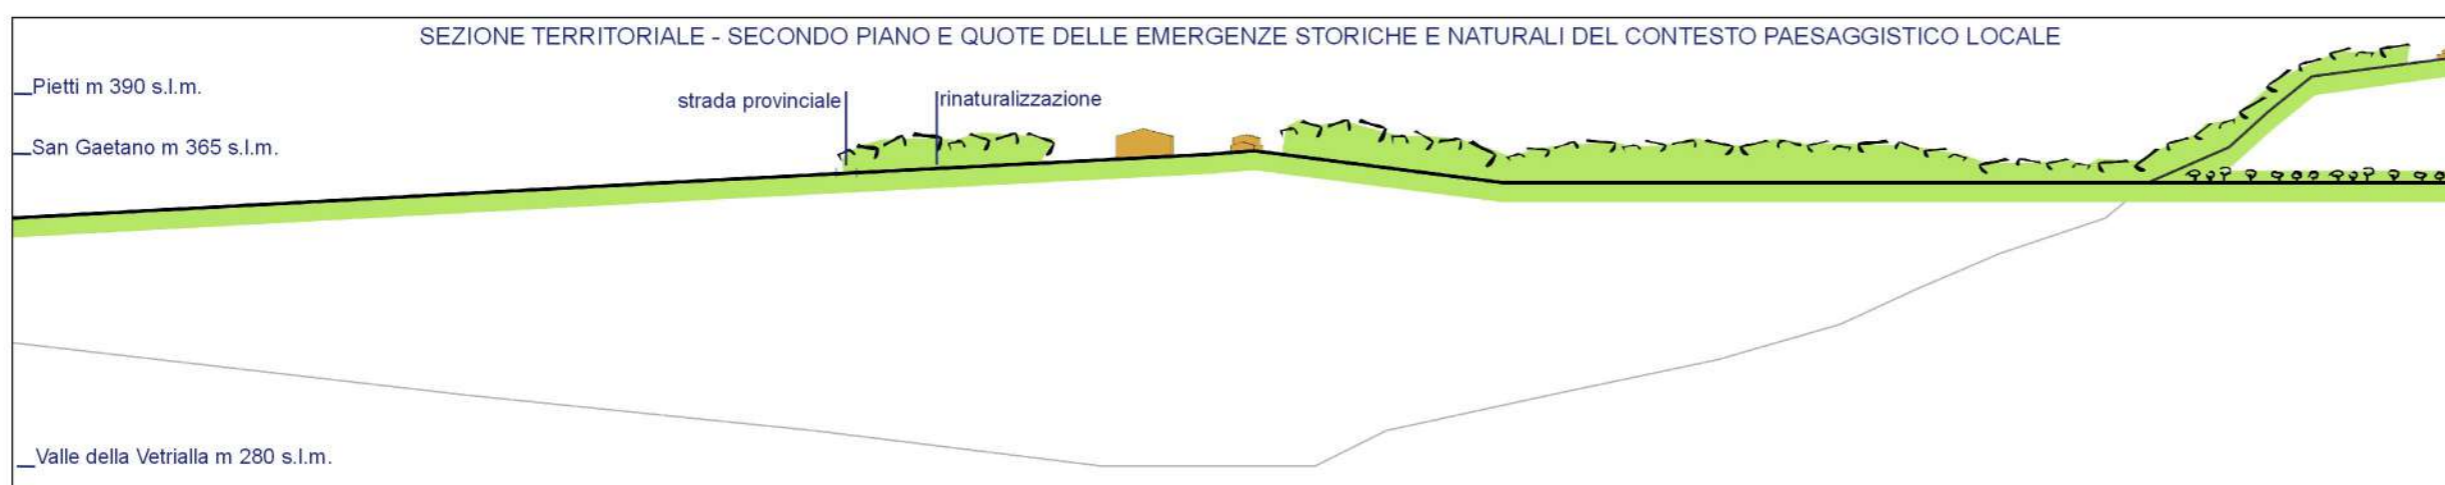 SEZIONE TERRITORIALE - SECONDO PIANO E QUOTE DELLE EMERGENZE STORICHE E NATURALI DEL CONTESTO PAESAGGISTICO LOCALE
Pietti m 390 s.l.m.
strada provinciale
rinaturalizzazione
San Gaetano m 365 s.l.m.
Valle della Vetrialla m 280 s.l.m.